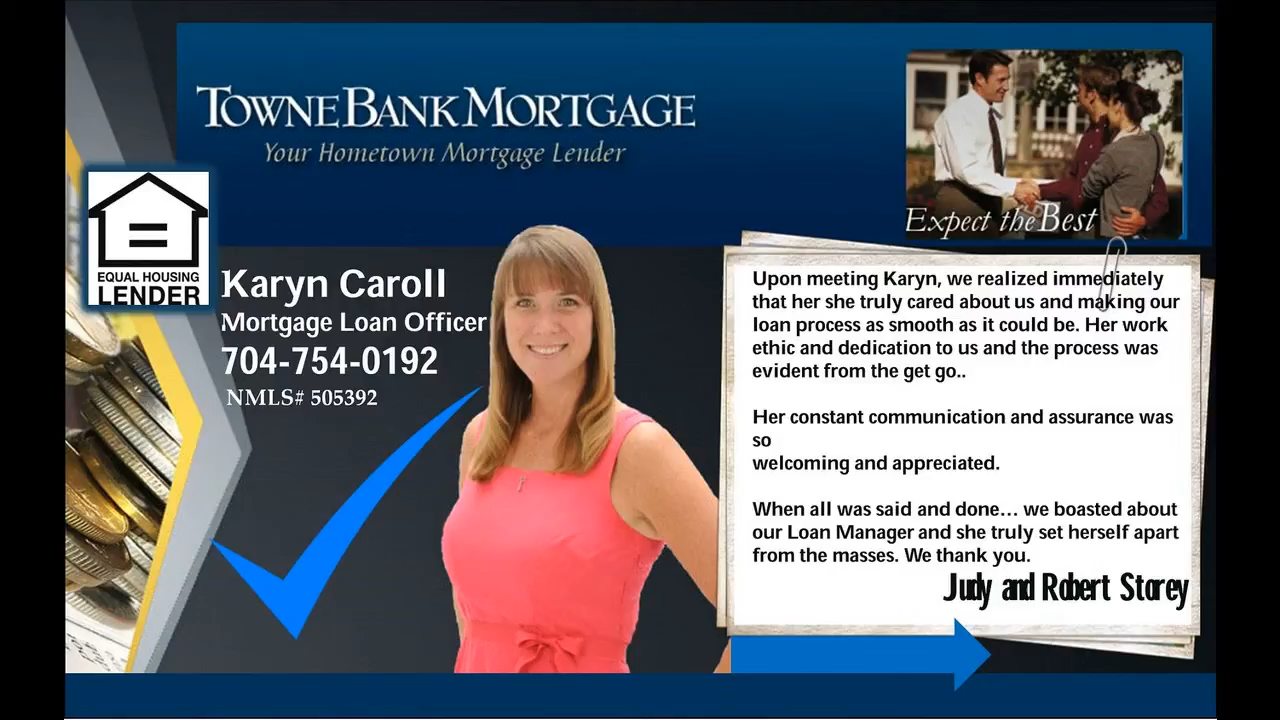 TOWNEBANK MORTGAGE
Your Hometown Mortgage Lender
Expect the Best
EQUAL HOUSING
LENDER
Karyn Caroll
Mortgage Loan Officer
704-754-0192
NMLS# 505392
Upon meeting Karyn, we realized immediately
that her she truly cared about us and making our
loan process as smooth as it could be. Her work
ethic and dedication to us and the process was
evident from the get go..
Her constant communication and assurance was
so
welcoming and appreciated.
When all was said and done… we boasted about
our Loan Manager and she truly set herself apart
from the masses. We thank you.
Judy and Robert Storey